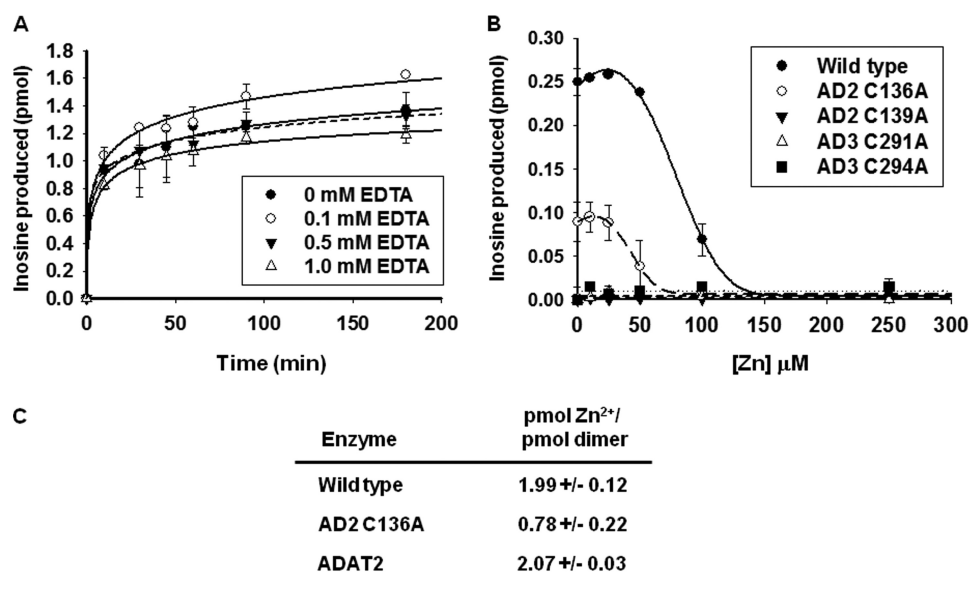 A
Inosine produced (pmol)
1.8
1.6
1.4
1.2
1.0
0.8
0.6
0.4
0.2
0.0
0 mM EDTA
0.1 mM EDTA
0.5 mM EDTA
1.0 mM EDTA
0 50 100 150 200
Time (min)
B
Inosine produced (pmol)
0.30
0.25
0.20
0.15
0.10
0.05
0.00
Wild type
AD2 C136A
AD2 C139A
AD3 C291A
AD3 C294A
0 50 100 150 200 250 300
[Zn] μM
C
Enzyme pmol Zn²⁺/
pmol dimer
Wild type 1.99 +/- 0.12
AD2 C136A 0.78 +/- 0.22
ADAT2 2.07 +/- 0.03